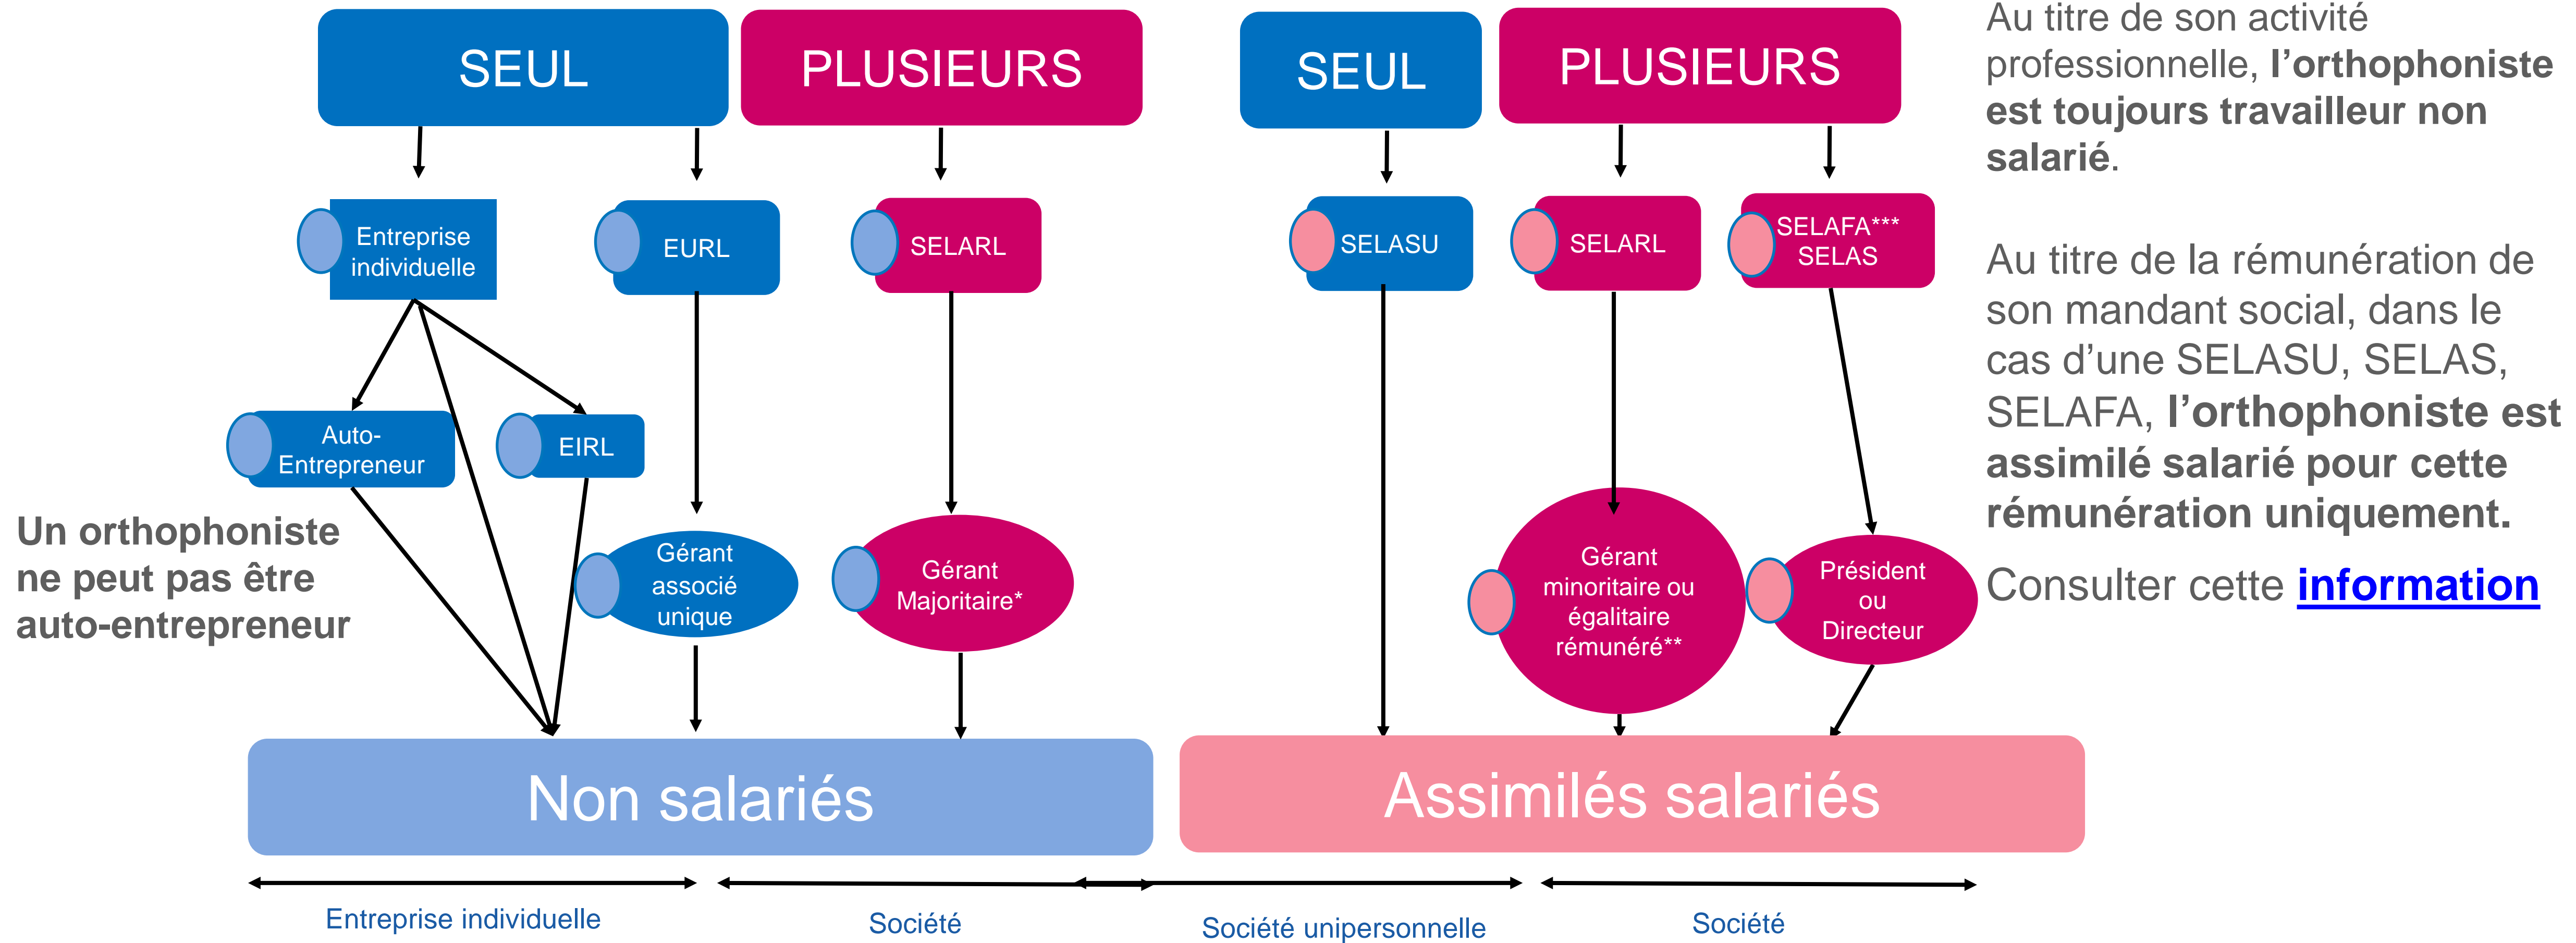 SEUL
PLUSIEURS
SEUL
PLUSIEURS
Entreprise
individuelle
EURL
SELARL
SELASU
SELARL
SELAFA***
SELAS
Auto-
Entrepreneur
EIRL
Un orthophoniste
ne peut pas être
auto-entrepreneur
Gérant
associé
unique
Gérant
Majoritaire*
Gérant
minoritaire ou
égalitaire
rémunéré**
Président
ou
Directeur
Non salariés
Assimilés salariés
Entreprise individuelle
Société
Société unipersonnelle
Société
Au titre de son activité
professionnelle, l’orthophoniste
est toujours travailleur non
salarié.
Au titre de la rémunération de
son mandant social, dans le
cas d’une SELASU, SELAS,
SELAFA, l’orthophoniste est
assimilé salarié pour cette
rémunération uniquement.
Consulter cette information